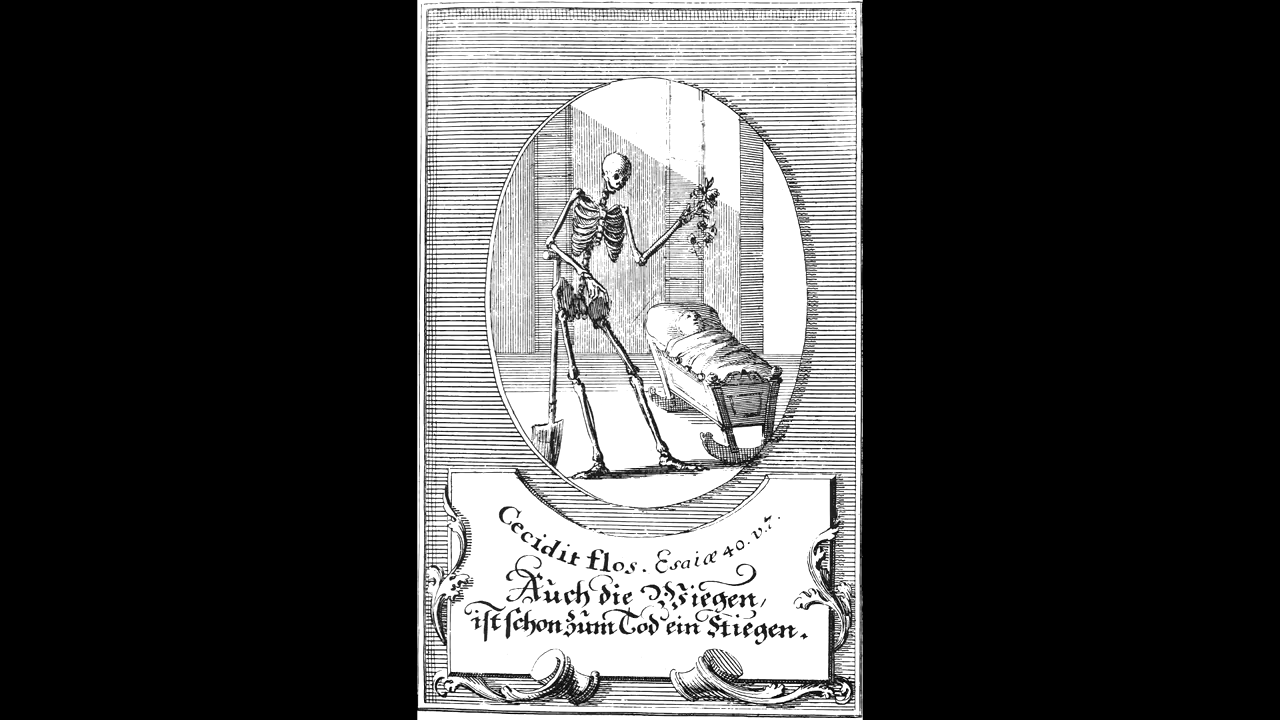 Cecidit flos. Esaiæ 40. v. 7.
Auch die Wiegen,
ist schon zum Tod ein Stiegen.